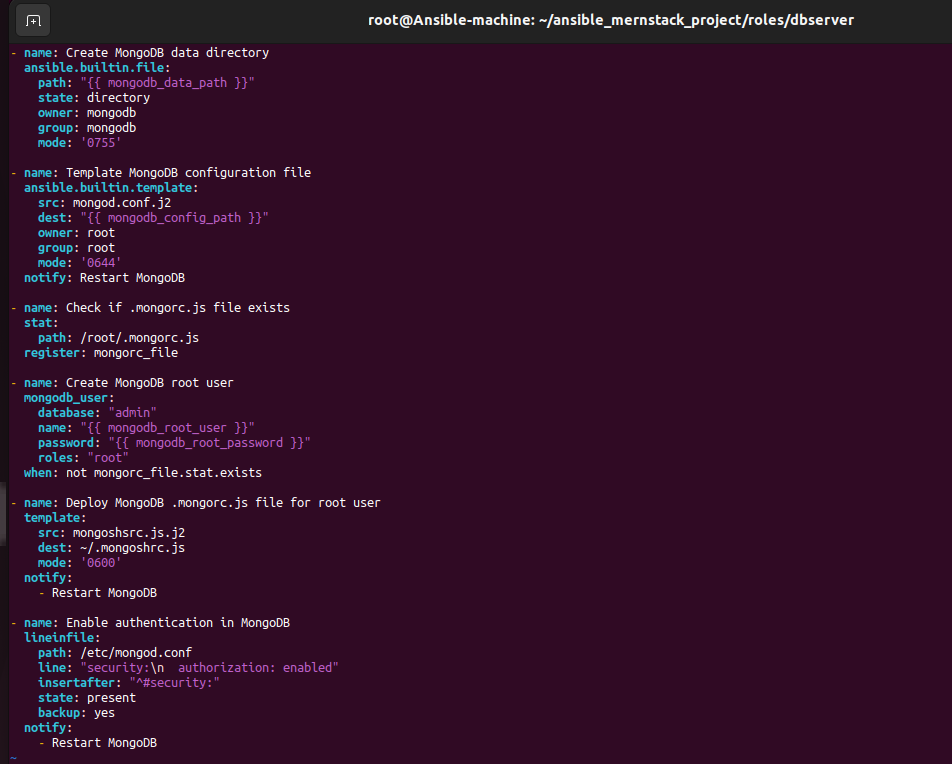 root@Ansible-machine: ~/ansible_mernstack_project/roles/dbserver
- name: Create MongoDB data directory
  ansible.builtin.file:
    path: "{{ mongodb_data_path }}"
    state: directory
    owner: mongodb
    group: mongodb
    mode: '0755'

- name: Template MongoDB configuration file
  ansible.builtin.template:
    src: mongod.conf.j2
    dest: "{{ mongodb_config_path }}"
    owner: root
    group: root
    mode: '0644'
  notify: Restart MongoDB

- name: Check if .mongorc.js file exists
  stat:
    path: /root/.mongorc.js
  register: mongorc_file

- name: Create MongoDB root user
  mongodb_user:
    database: "admin"
    name: "{{ mongodb_root_user }}"
    password: "{{ mongodb_root_password }}"
    roles: "root"
  when: not mongorc_file.stat.exists

- name: Deploy MongoDB .mongorc.js file for root user
  template:
    src: mongoshsrc.js.j2
    dest: ~/.mongoshrc.js
    mode: '0600'
  notify:
    - Restart MongoDB

- name: Enable authentication in MongoDB
  lineinfile:
    path: /etc/mongod.conf
    line: "security:\n  authorization: enabled"
    insertafter: "^#security:"
    state: present
    backup: yes
  notify:
    - Restart MongoDB
~